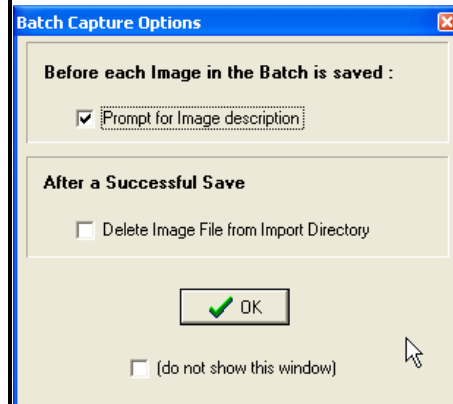 Batch Capture Options
Before each Image in the Batch is saved :
Prompt for Image description
After a Successful Save
Delete Image File from Import Directory
OK
(do not show this window)